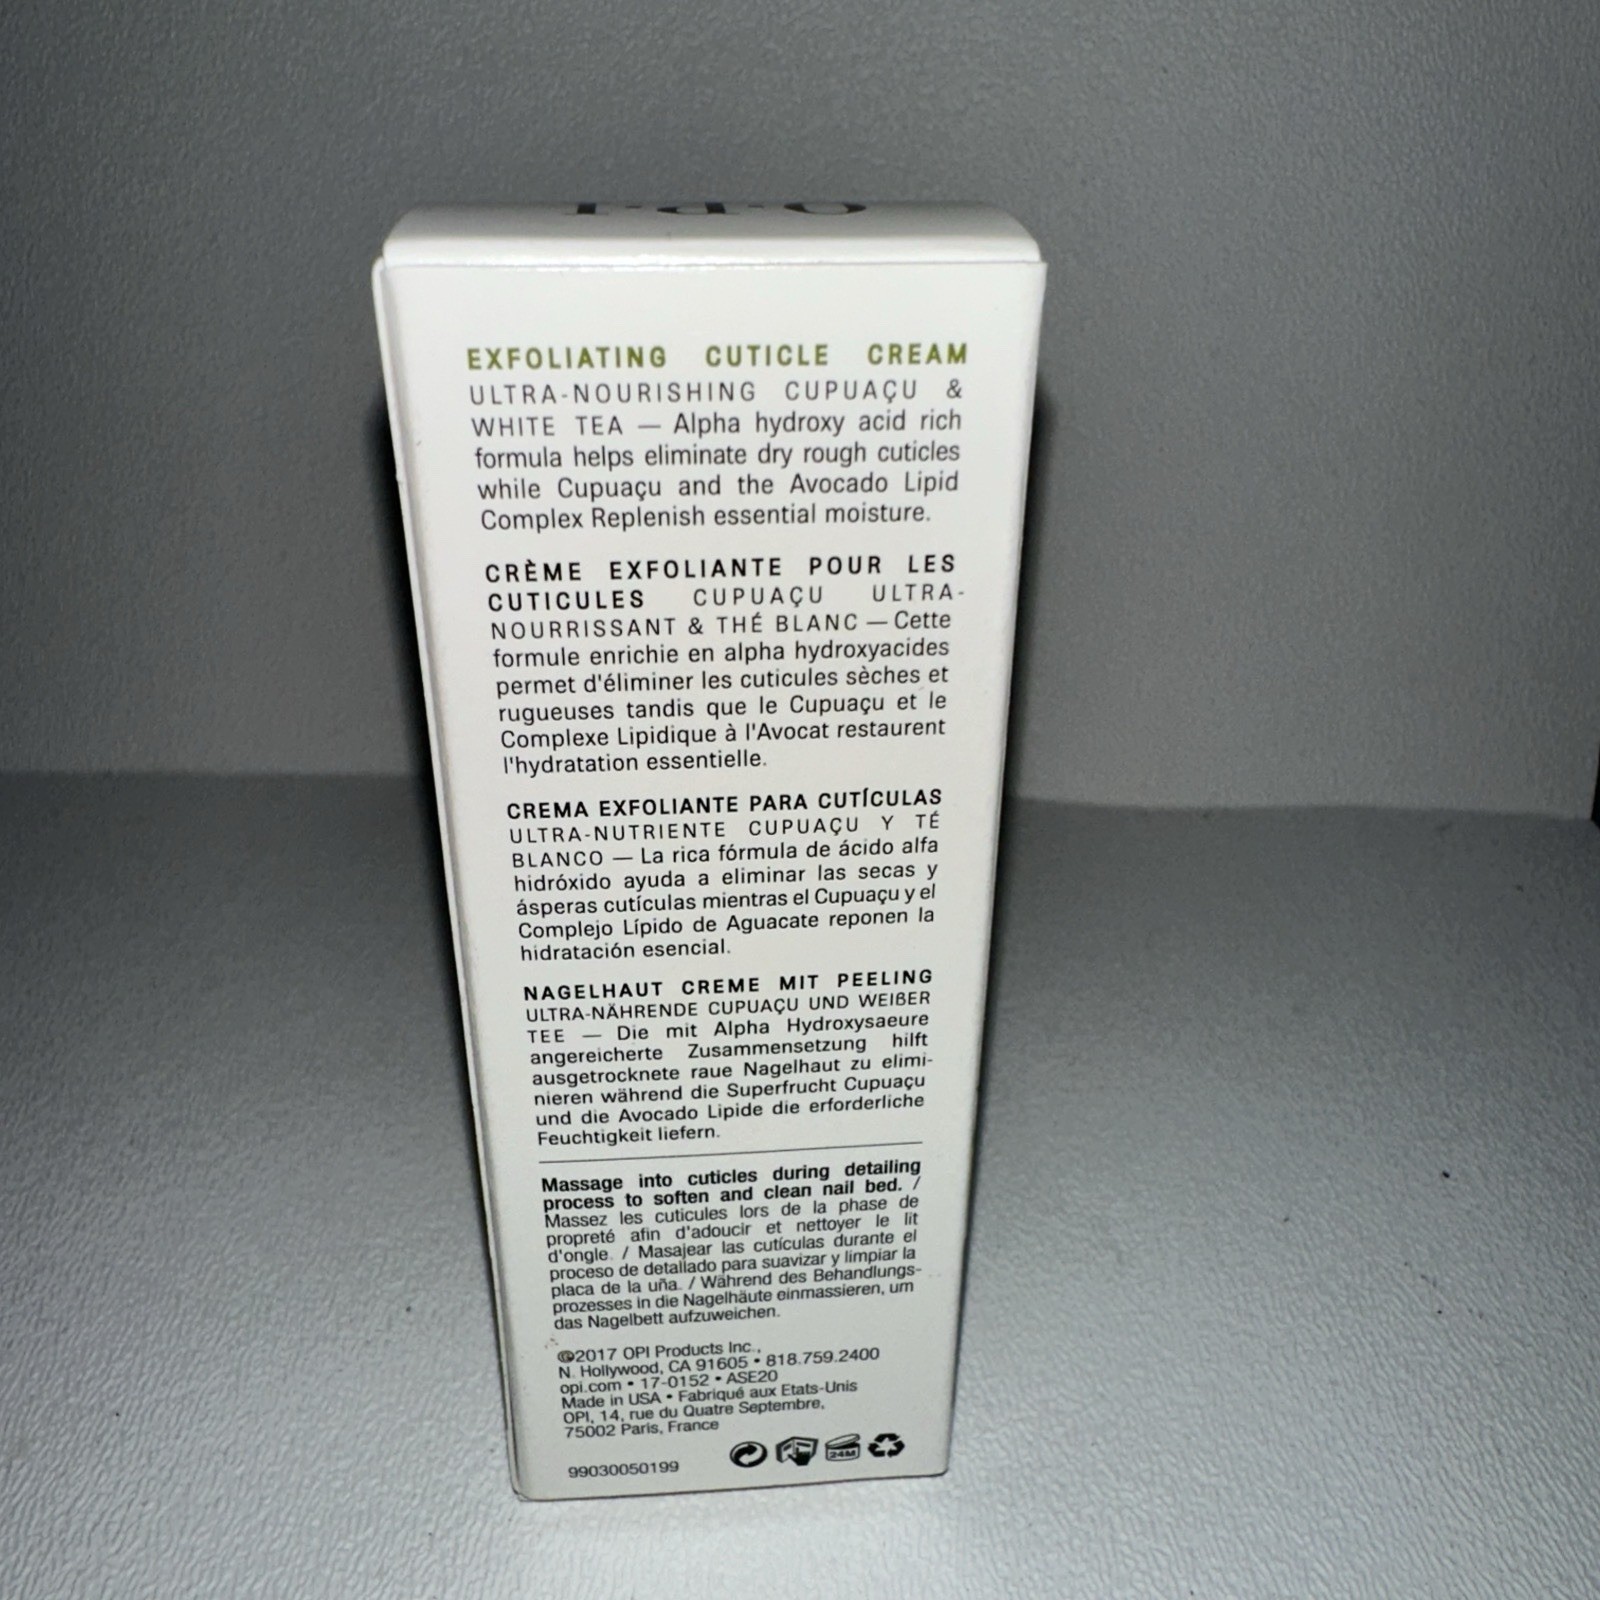 O·P·I
EXFOLIATING CUTICLE CREAM
ULTRA-NOURISHING CUPUAÇU &
WHITE TEA — Alpha hydroxy acid rich
formula helps eliminate dry rough cuticles
while Cupuaçu and the Avocado Lipid
Complex Replenish essential moisture.
CRÈME EXFOLIANTE POUR LES
CUTICULES CUPUAÇU ULTRA-
NOURRISSANT & THÉ BLANC — Cette
formule enrichie en alpha hydroxyacides
permet d'éliminer les cuticules sèches et
rugueuses tandis que le Cupuaçu et le
Complexe Lipidique à l'Avocat restaurent
l'hydratation essentielle.
CREMA EXFOLIANTE PARA CUTÍCULAS
ULTRA-NUTRIENTE CUPUAÇU Y TÉ
BLANCO — La rica fórmula de ácido alfa
hidróxido ayuda a eliminar las secas y
ásperas cutículas mientras el Cupuaçu y el
Complejo Lípido de Aguacate reponen la
hidratación esencial.
NAGELHAUT CREME MIT PEELING
ULTRA-NÄHRENDE CUPUAÇU UND WEIßER
TEE — Die mit Alpha Hydroxysaeure
angereicherte Zusammensetzung hilft
ausgetrocknete raue Nagelhaut zu elimi-
nieren während die Superfrucht Cupuaçu
und die Avocado Lipide die erforderliche
Feuchtigkeit liefern.
Massage into cuticles during detailing
process to soften and clean nail bed. /
Massez les cuticules lors de la phase de
propreté afin d'adoucir et nettoyer le lit
d'ongle. / Masajear las cutículas durante el
proceso de detallado para suavizar y limpiar la
placa de la uña. / Während des Behandlungs-
prozesses in die Nagelhäute einmassieren, um
das Nagelbett aufzuweichen.
©2017 OPI Products Inc.,
N. Hollywood, CA 91605 • 818.759.2400
opi.com • 17-0152 • ASE20
Made in USA • Fabriqué aux Etats-Unis
OPI, 14, rue du Quatre Septembre,
75002 Paris, France
24M
99030050199